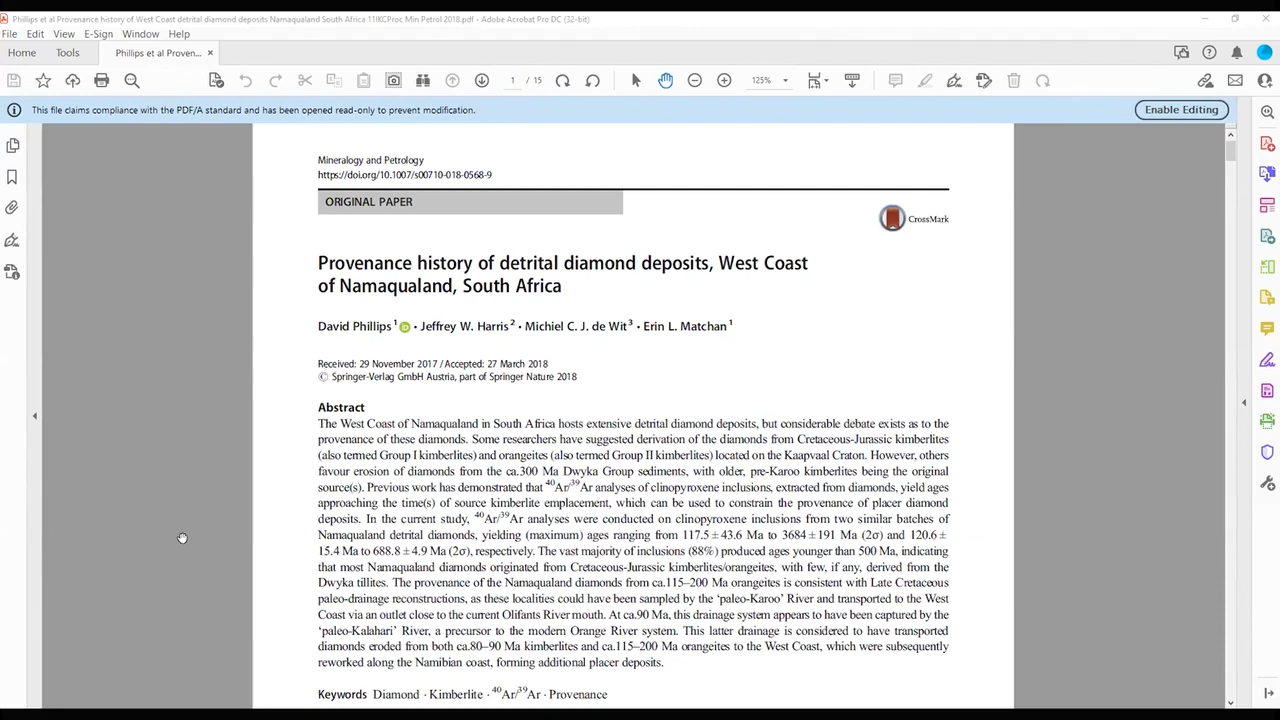 Phillips et al Provenance history of West Coast detrital diamond deposits Namaqualand South Africa 11IKCProc Min Petrol 2018.pdf - Adobe Acrobat Pro DC (32-bit)
File Edit View E-Sign Window Help
Home Tools Phillips et al Proven... ×
1 / 15 125%
This file claims compliance with the PDF/A standard and has been opened read-only to prevent modification. Enable Editing
Mineralogy and Petrology
https://doi.org/10.1007/s00710-018-0568-9
ORIGINAL PAPER
CrossMark
Provenance history of detrital diamond deposits, West Coast
of Namaqualand, South Africa
David Phillips 1 iD · Jeffrey W. Harris 2 · Michiel C. J. de Wit 3 · Erin L. Matchan 1
Received: 29 November 2017 / Accepted: 27 March 2018
© Springer-Verlag GmbH Austria, part of Springer Nature 2018
Abstract
The West Coast of Namaqualand in South Africa hosts extensive detrital diamond deposits, but considerable debate exists as to the
provenance of these diamonds. Some researchers have suggested derivation of the diamonds from Cretaceous-Jurassic kimberlites
(also termed Group I kimberlites) and orangeites (also termed Group II kimberlites) located on the Kaapvaal Craton. However, others
favour erosion of diamonds from the ca.300 Ma Dwyka Group sediments, with older, pre-Karoo kimberlites being the original
source(s). Previous work has demonstrated that 40Ar/39Ar analyses of clinopyroxene inclusions, extracted from diamonds, yield ages
approaching the time(s) of source kimberlite emplacement, which can be used to constrain the provenance of placer diamond
deposits. In the current study, 40Ar/39Ar analyses were conducted on clinopyroxene inclusions from two similar batches of
Namaqualand detrital diamonds, yielding (maximum) ages ranging from 117.5 ± 43.6 Ma to 3684 ± 191 Ma (2σ) and 120.6 ±
15.4 Ma to 688.8 ± 4.9 Ma (2σ), respectively. The vast majority of inclusions (88%) produced ages younger than 500 Ma, indicating
that most Namaqualand diamonds originated from Cretaceous-Jurassic kimberlites/orangeites, with few, if any, derived from the
Dwyka tillites. The provenance of the Namaqualand diamonds from ca.115–200 Ma orangeites is consistent with Late Cretaceous
paleo-drainage reconstructions, as these localities could have been sampled by the ‘paleo-Karoo’ River and transported to the West
Coast via an outlet close to the current Olifants River mouth. At ca.90 Ma, this drainage system appears to have been captured by the
‘paleo-Kalahari’ River, a precursor to the modern Orange River system. This latter drainage is considered to have transported
diamonds eroded from both ca.80–90 Ma kimberlites and ca.115–200 Ma orangeites to the West Coast, which were subsequently
reworked along the Namibian coast, forming additional placer deposits.
Keywords Diamond · Kimberlite · 40Ar/39Ar · Provenance